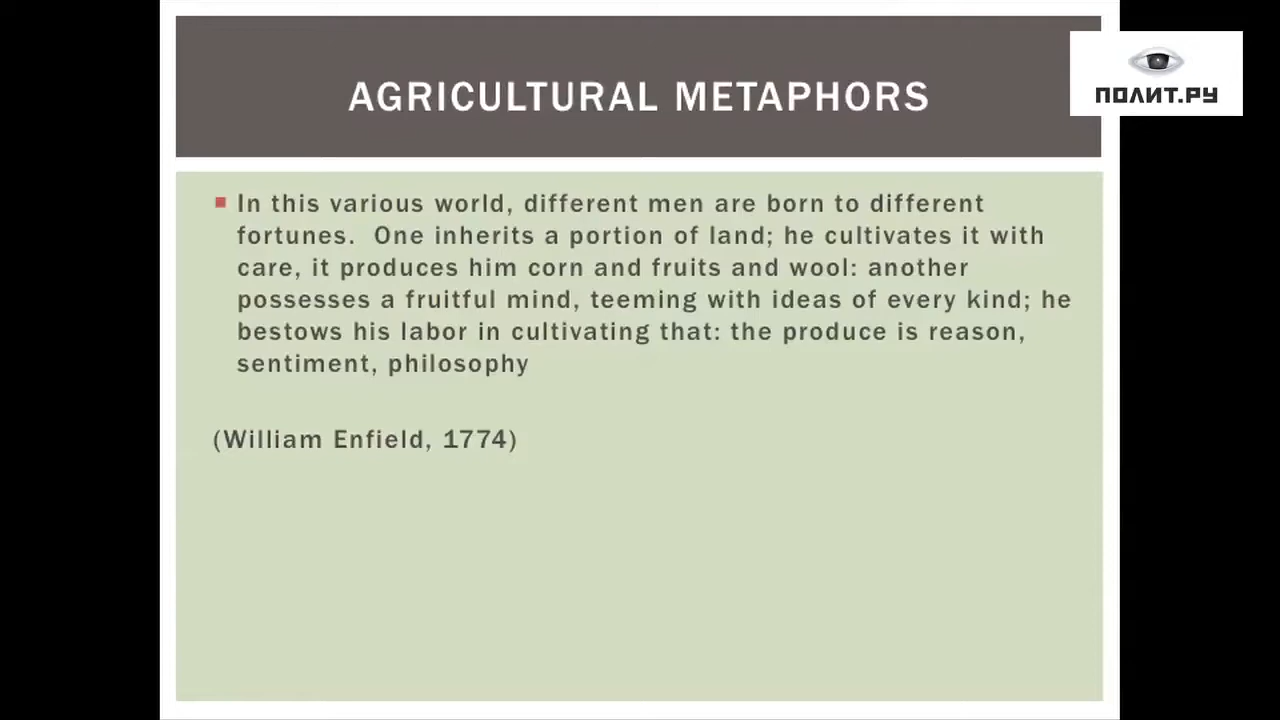 AGRICULTURAL METAPHORS
ПОЛИТ.РУ
In this various world, different men are born to different
fortunes.  One inherits a portion of land; he cultivates it with
care, it produces him corn and fruits and wool: another
possesses a fruitful mind, teeming with ideas of every kind; he
bestows his labor in cultivating that: the produce is reason,
sentiment, philosophy
(William Enfield, 1774)